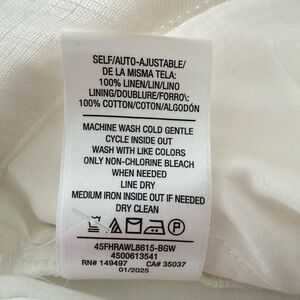 SELF/AUTO-AJUSTABLE/
DE LA MISMA TELA:
100% LINEN/LIN/LINO
LINING/DOUBLURE/FORRO\:
100% COTTON/COTON/ALGODÓN
MACHINE WASH COLD GENTLE
CYCLE INSIDE OUT
WASH WITH LIKE COLORS
ONLY NON-CHLORINE BLEACH
WHEN NEEDED
LINE DRY
MEDIUM IRON INSIDE OUT IF NEEDED
DRY CLEAN
45FHRAWL8615-BGW
4500613541
RN# 149497 CA# 35037
01/2025